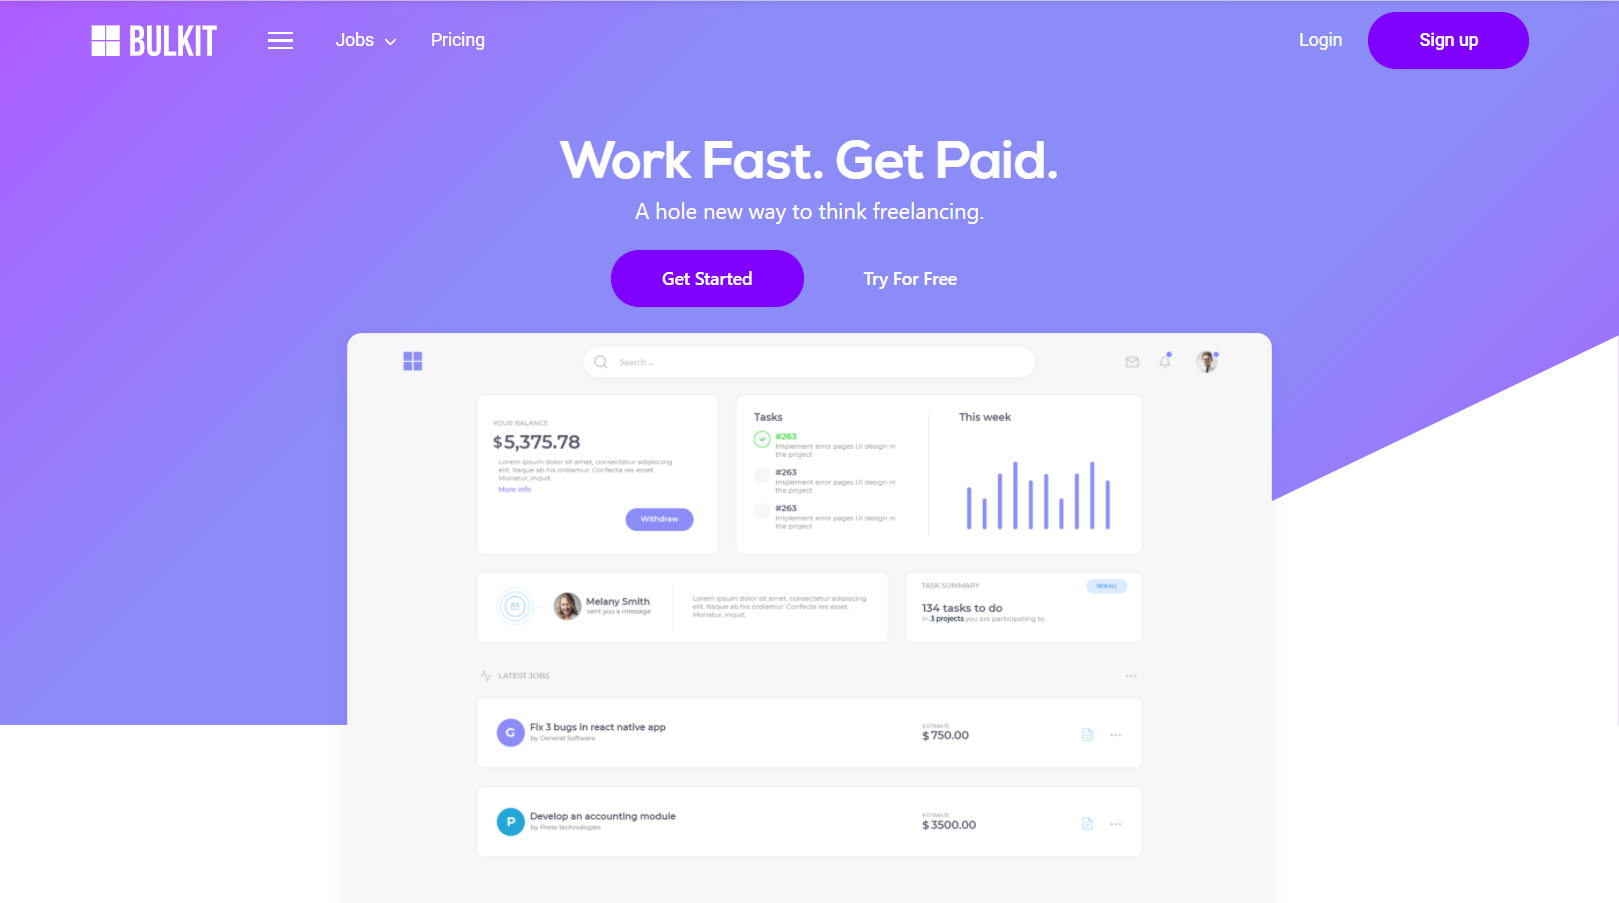 BULKIT
Jobs
Pricing
Login
Sign up
Work Fast. Get Paid.
A hole new way to think freelancing.
Get Started
Try For Free
Search ...
YOUR BALANCE
$5,375.78
Lorem ipsum dolor sit amet, consectetur adipiscing
elit. Itaque ab his ordiamur. Confecta res esset.
Moriatur, inquit.
More info
Withdraw
Tasks
#263
Implement error pages UI design in
the project
#263
Implement error pages UI design in
the project
#263
Implement error pages UI design in
the project
This week
Melany Smith
sent you a message
Lorem ipsum dolor sit amet, consectetur adipiscing
elit. Itaque ab his ordiamur. Confecta res esset.
Moriatur, inquit.
TASK SUMMARY
VIEW ALL
134 tasks to do
in 3 projects you are participating to
LATEST JOBS
G
Fix 3 bugs in react native app
by General Software
ESTIMATE
$750.00
P
Develop an accounting module
by Press technologies
ESTIMATE
$3500.00